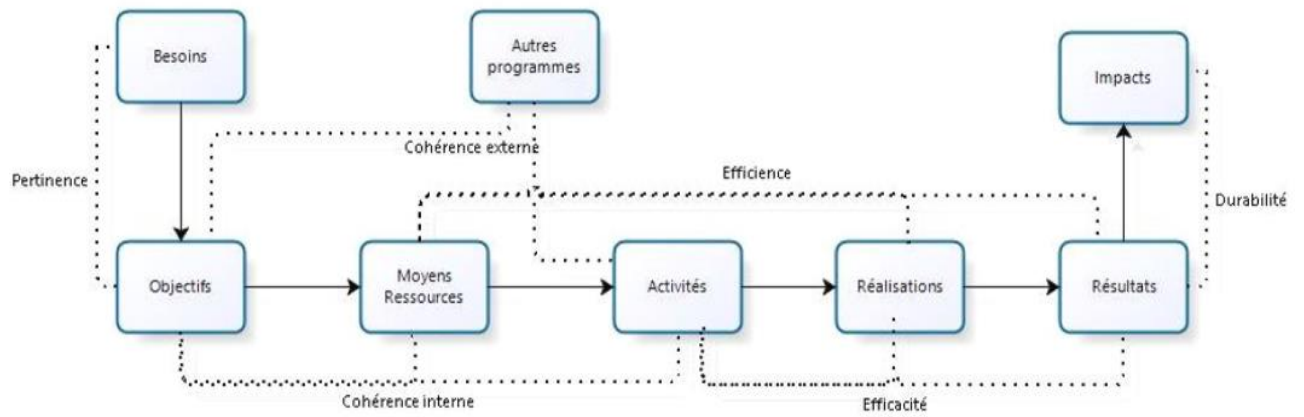 Besoins
Autres
programmes
Impacts
Cohérence externe
Pertinence
Efficience
Durabilité
Objectifs
Moyens
Ressources
Activités
Réalisations
Résultats
Cohérence interne
Efficacité